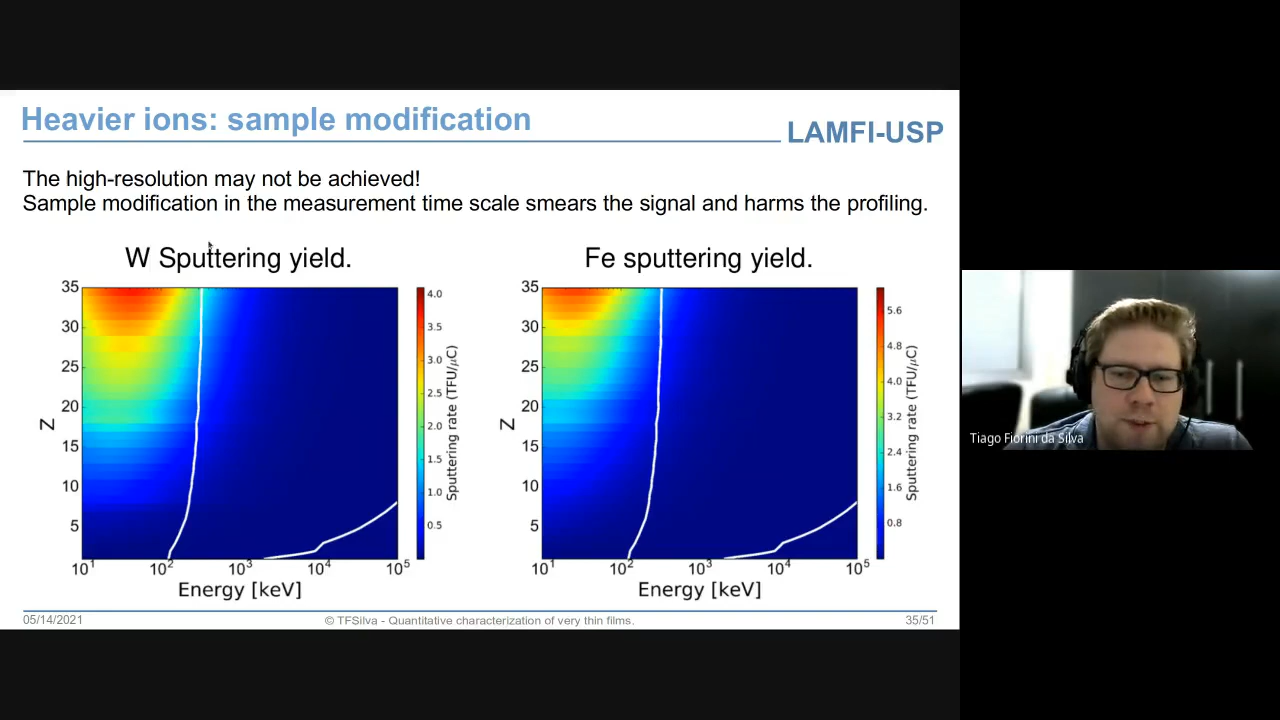 Heavier ions: sample modification
LAMFI-USP
The high-resolution may not be achieved!
Sample modification in the measurement time scale smears the signal and harms the profiling.
W Sputtering yield.
35
30
25
20
15
10
5
Z
10¹ 10² 10³ 10⁴ 10⁵
Energy [keV]
4.0
3.5
3.0
2.5
2.0
1.5
1.0
0.5
Sputtering rate (TFU/μC)
Fe sputtering yield.
35
30
25
20
15
10
5
Z
10¹ 10² 10³ 10⁴ 10⁵
Energy [keV]
5.6
4.8
4.0
3.2
2.4
1.6
0.8
Sputtering rate (TFU/μC)
Tiago Fiorini da Silva
05/14/2021
© TFSilva - Quantitative characterization of very thin films.
35/51